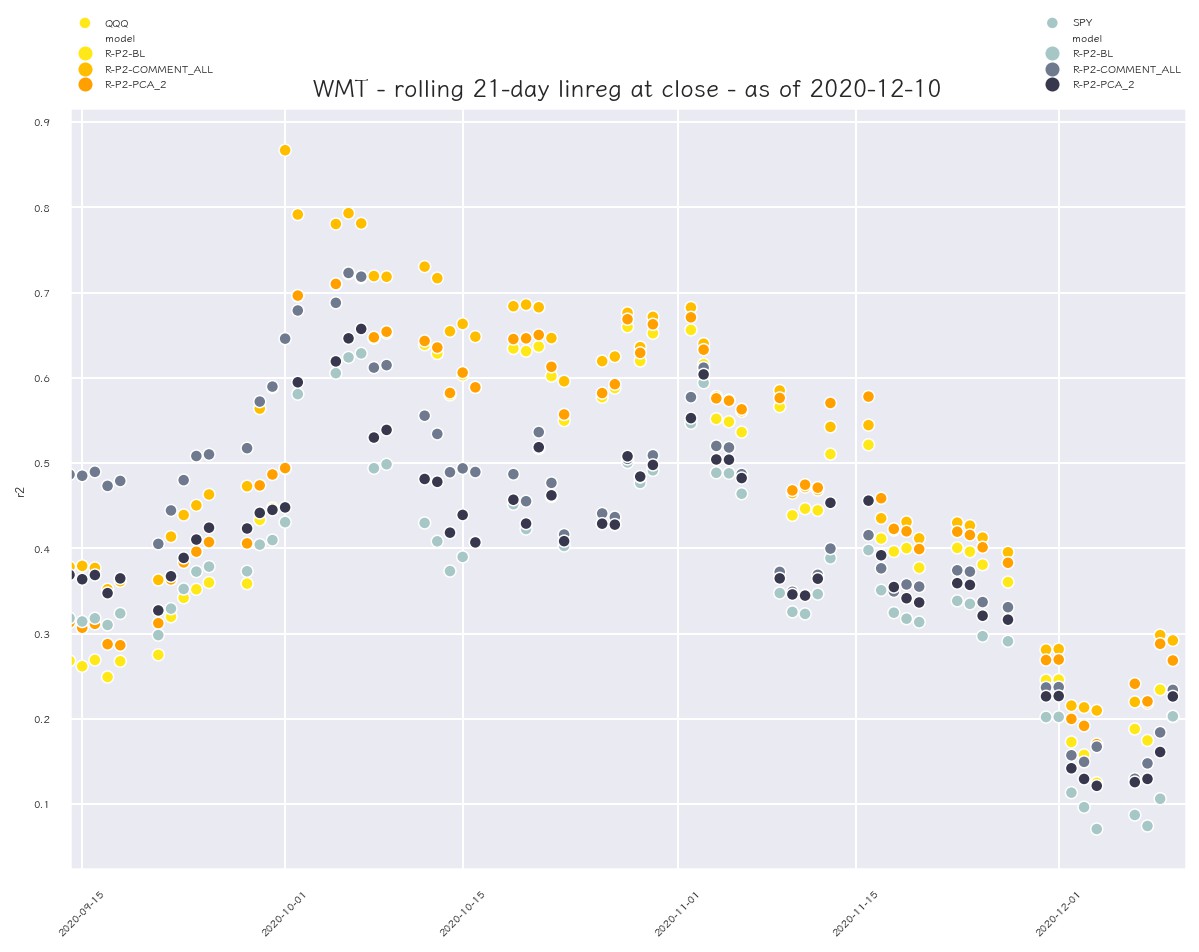 QQQ
model
R-P2-BL
R-P2-COMMENT_ALL
R-P2-PCA_2
SPY
model
R-P2-BL
R-P2-COMMENT_ALL
R-P2-PCA_2
WMT - rolling 21-day linreg at close - as of 2020-12-10
0.9
0.8
0.7
0.6
0.5
0.4
0.3
0.2
0.1
r2
2020-09-15
2020-10-01
2020-10-15
2020-11-01
2020-11-15
2020-12-01